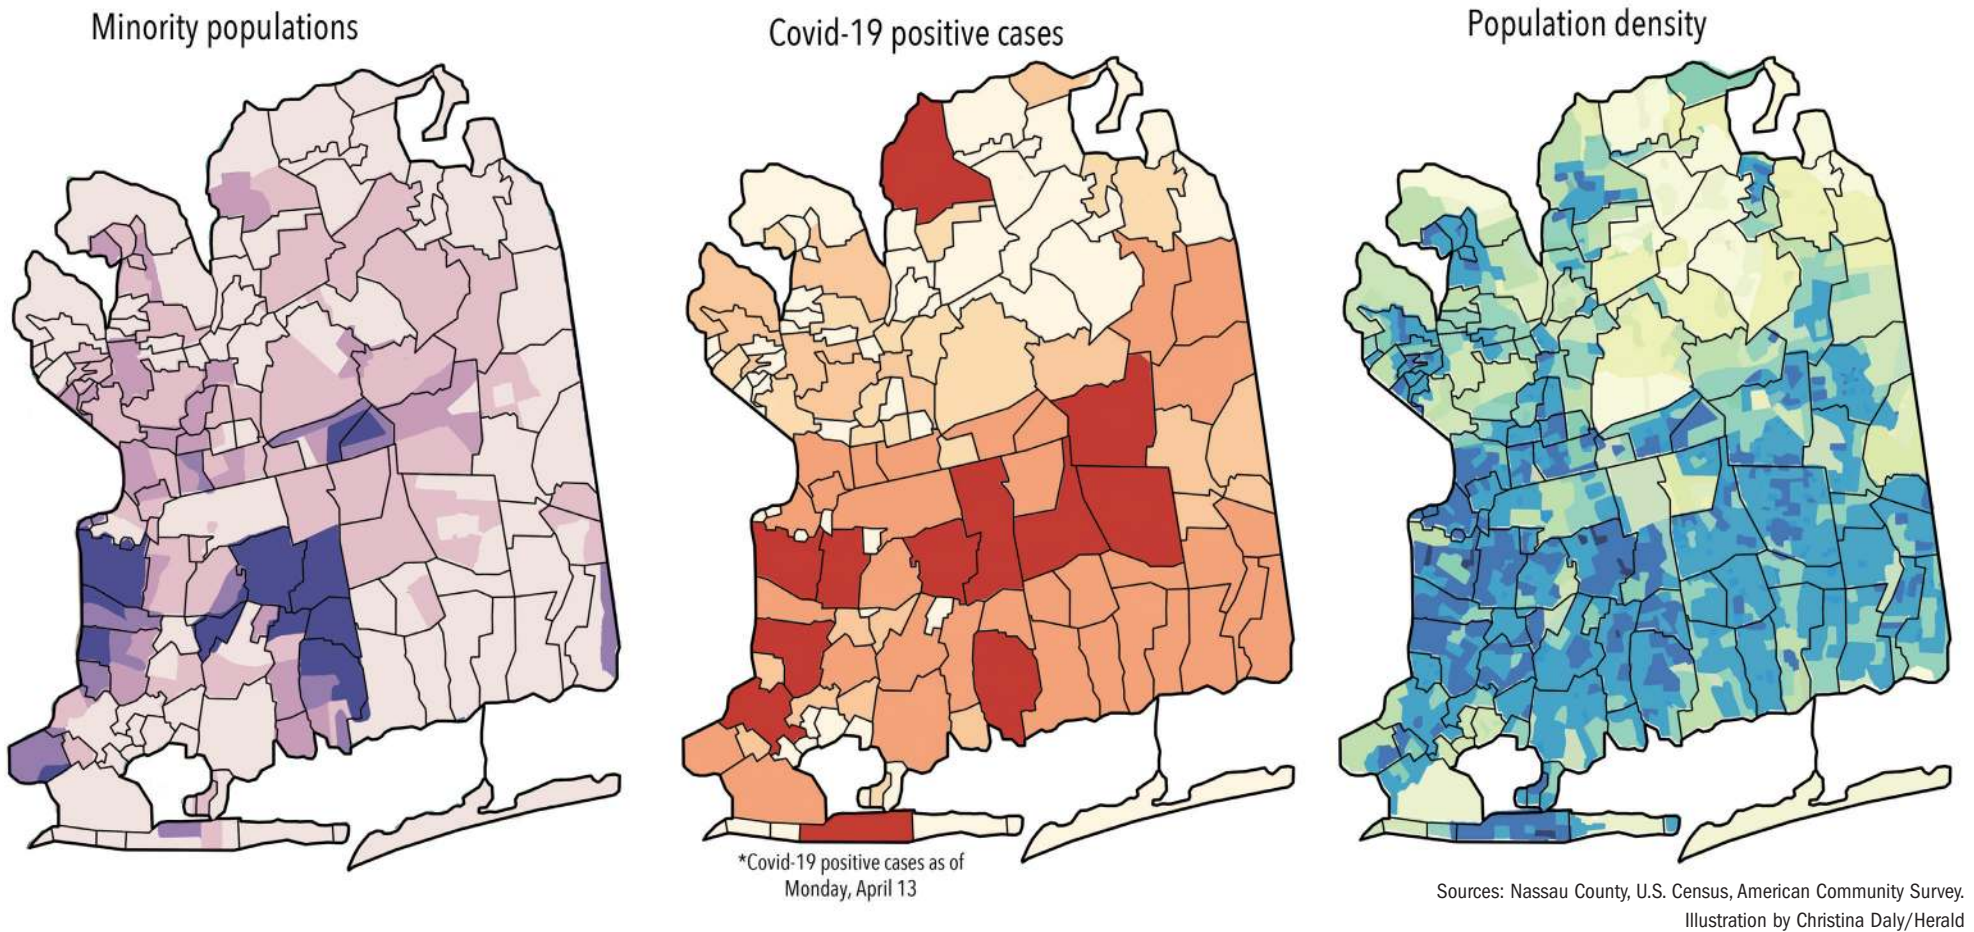 Minority populations
Covid-19 positive cases
Population density
*Covid-19 positive cases as of
Monday, April 13
Sources: Nassau County, U.S. Census, American Community Survey.
Illustration by Christina Daly/Herald